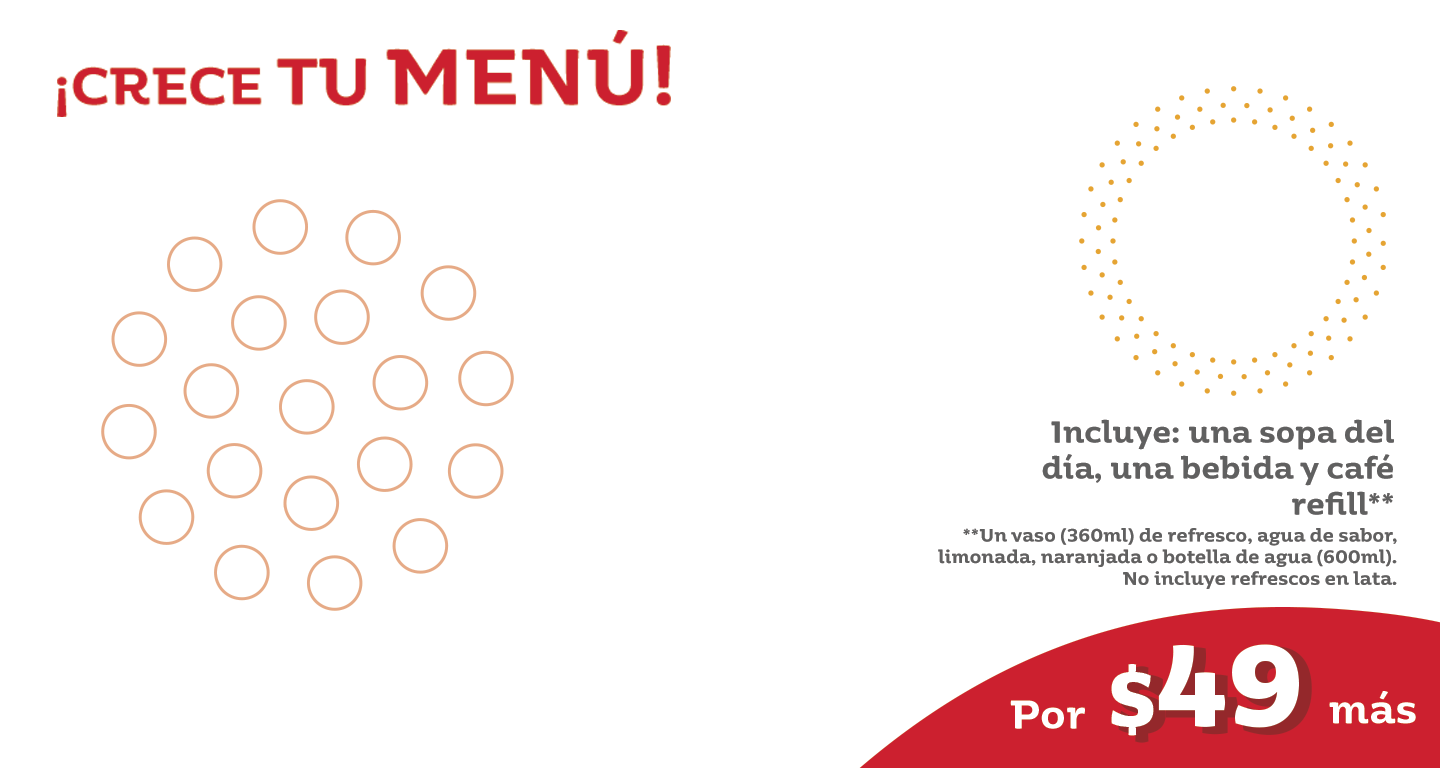 ¡CRECE TU MENÚ!
Incluye: una sopa del
día, una bebida y café
refill**
**Un vaso (360ml) de refresco, agua de sabor,
limonada, naranjada o botella de agua (600ml).
No incluye refrescos en lata.
Por $49 más